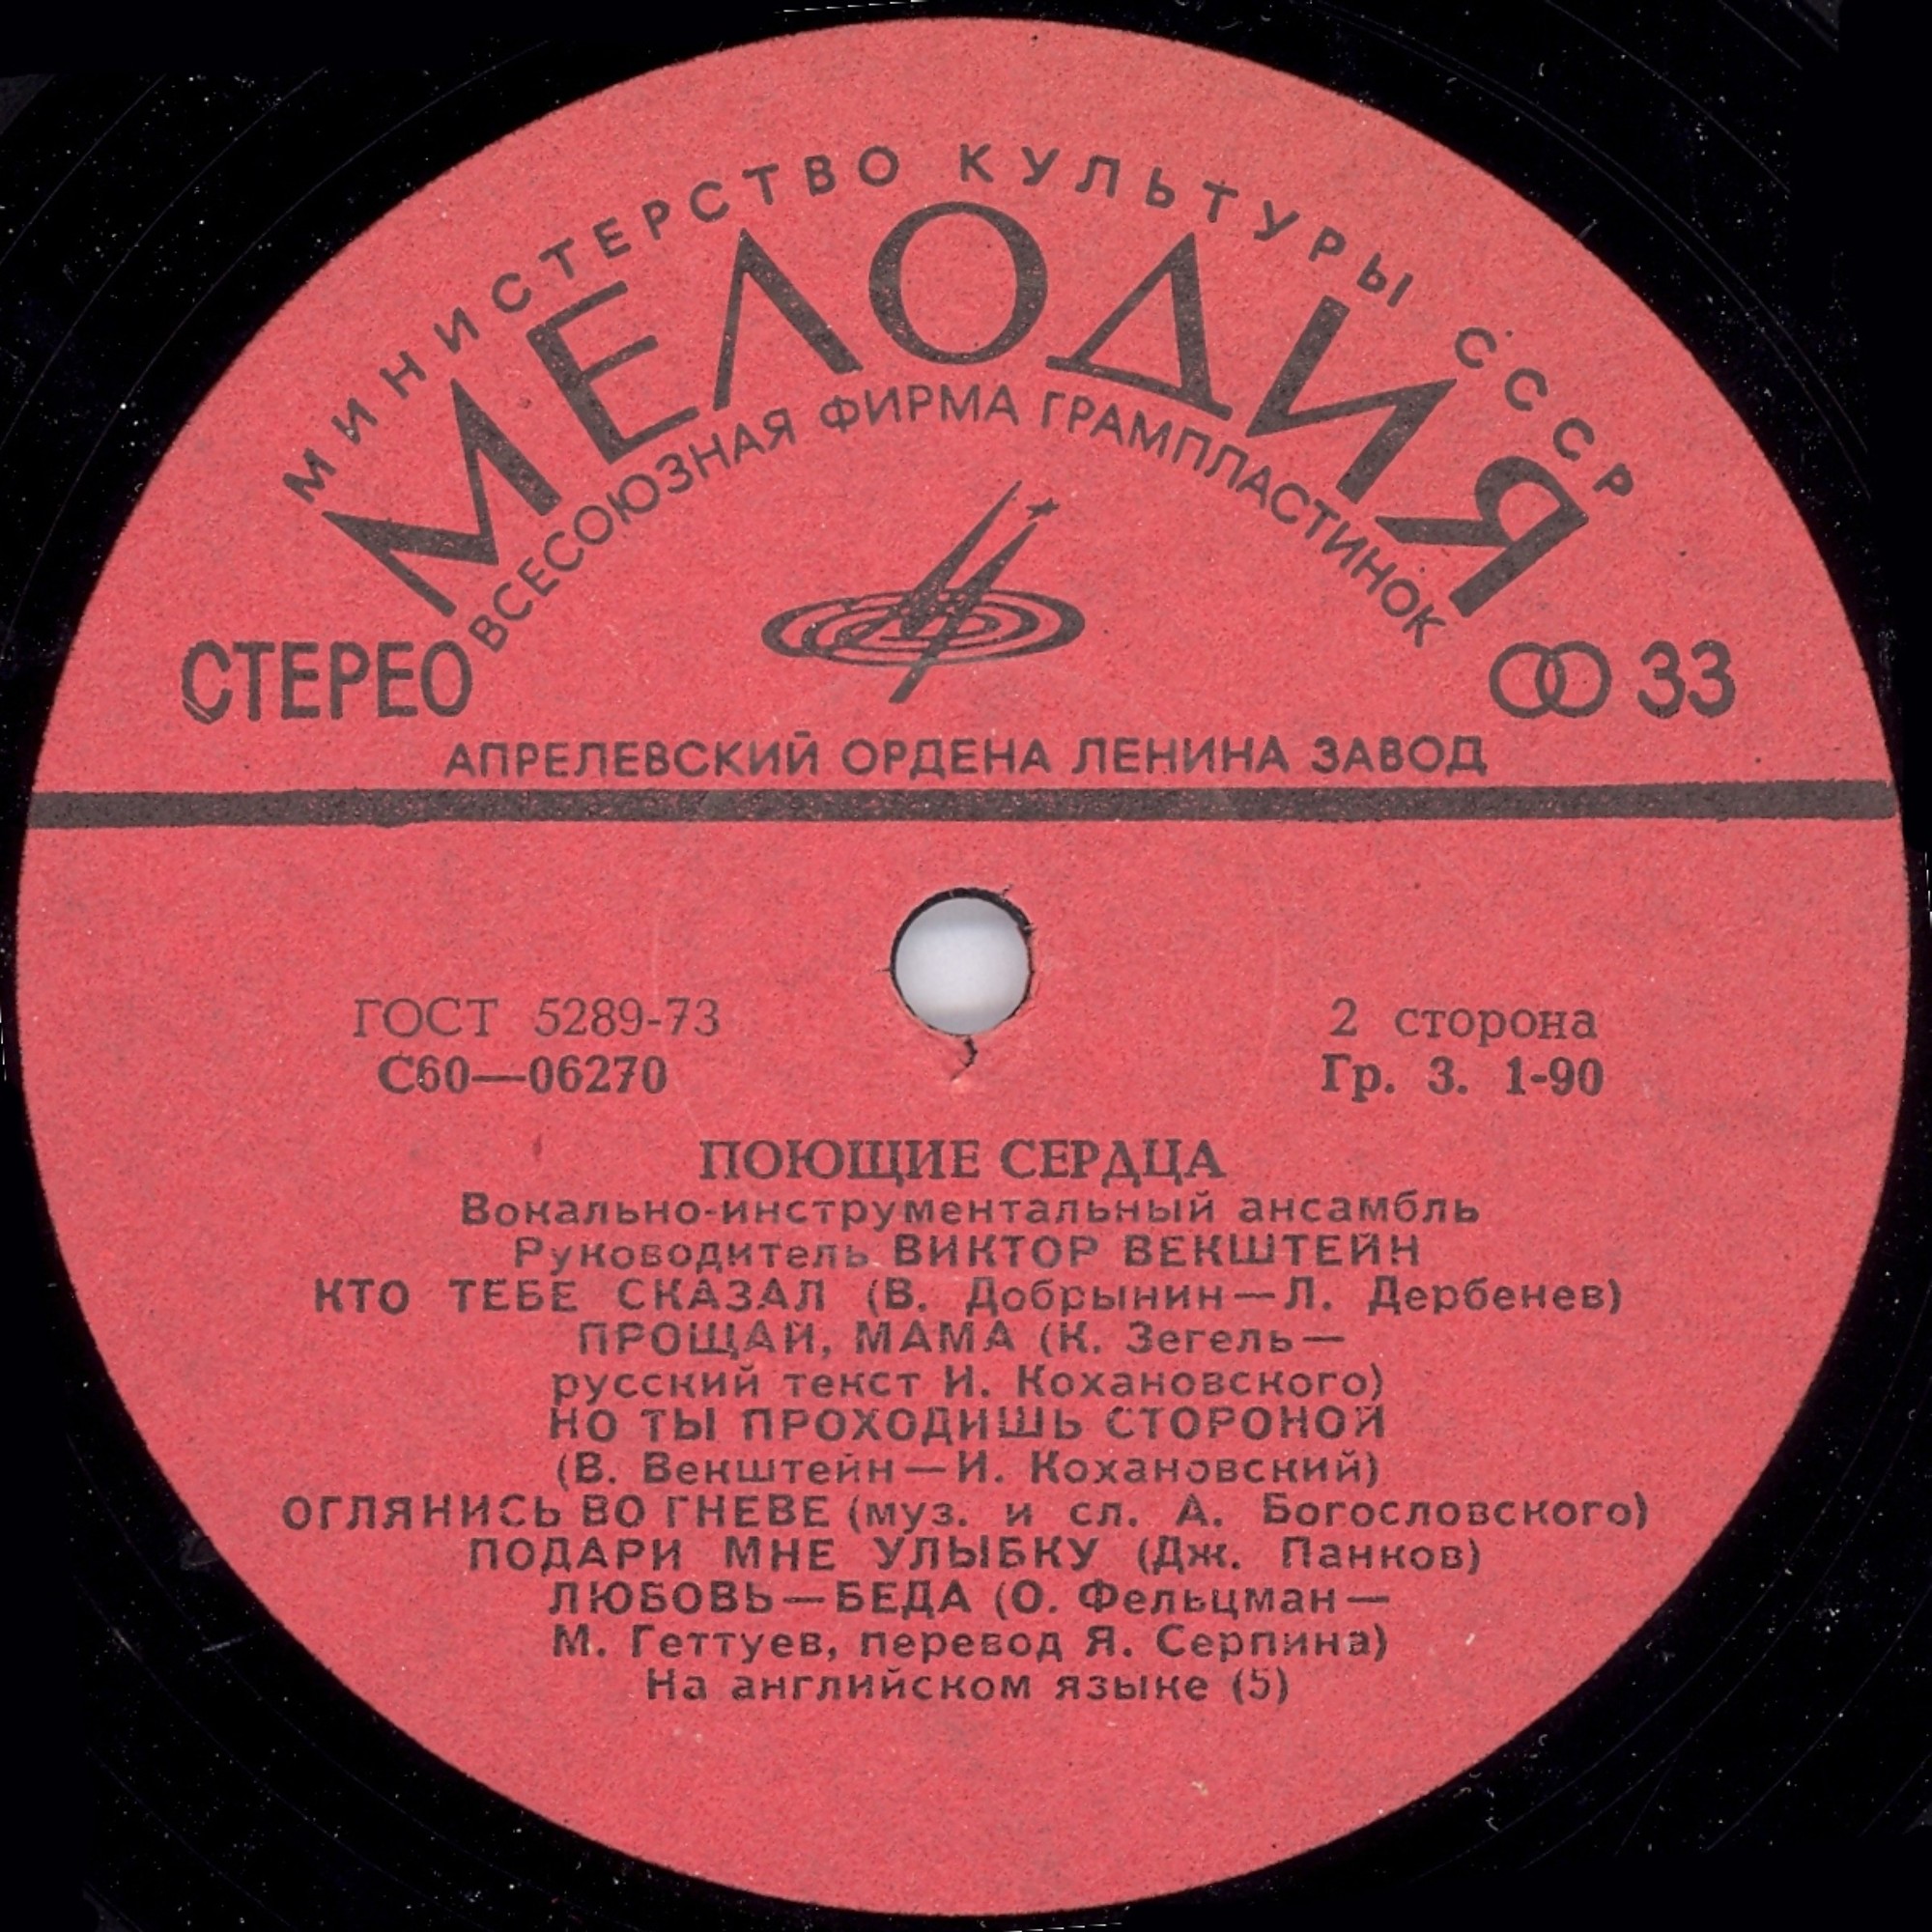 МИНИСТЕРСТВО КУЛЬТУРЫ СССР
МЕЛОДИЯ
ВСЕСОЮЗНАЯ ФИРМА ГРАМПЛАСТИНОК
СТЕРЕО 33
АПРЕЛЕВСКИЙ ОРДЕНА ЛЕНИНА ЗАВОД
ГОСТ 5289-73 2 сторона
С60—06270 Гр. 3. 1-90
ПОЮЩИЕ СЕРДЦА
Вокально-инструментальный ансамбль
Руководитель ВИКТОР ВЕКШТЕЙН
КТО ТЕБЕ СКАЗАЛ (В. Добрынин—Л. Дербенев)
ПРОЩАЙ, МАМА (К. Зегель—
русский текст И. Кохановского)
НО ТЫ ПРОХОДИШЬ СТОРОНОЙ
(В. Векштейн—И. Кохановский)
ОГЛЯНИСЬ ВО ГНЕВЕ (муз. и сл. А. Богословского)
ПОДАРИ МНЕ УЛЫБКУ (Дж. Панков)
ЛЮБОВЬ—БЕДА (О. Фельцман—
М. Геттуев, перевод Я. Серпина)
На английском языке (5)